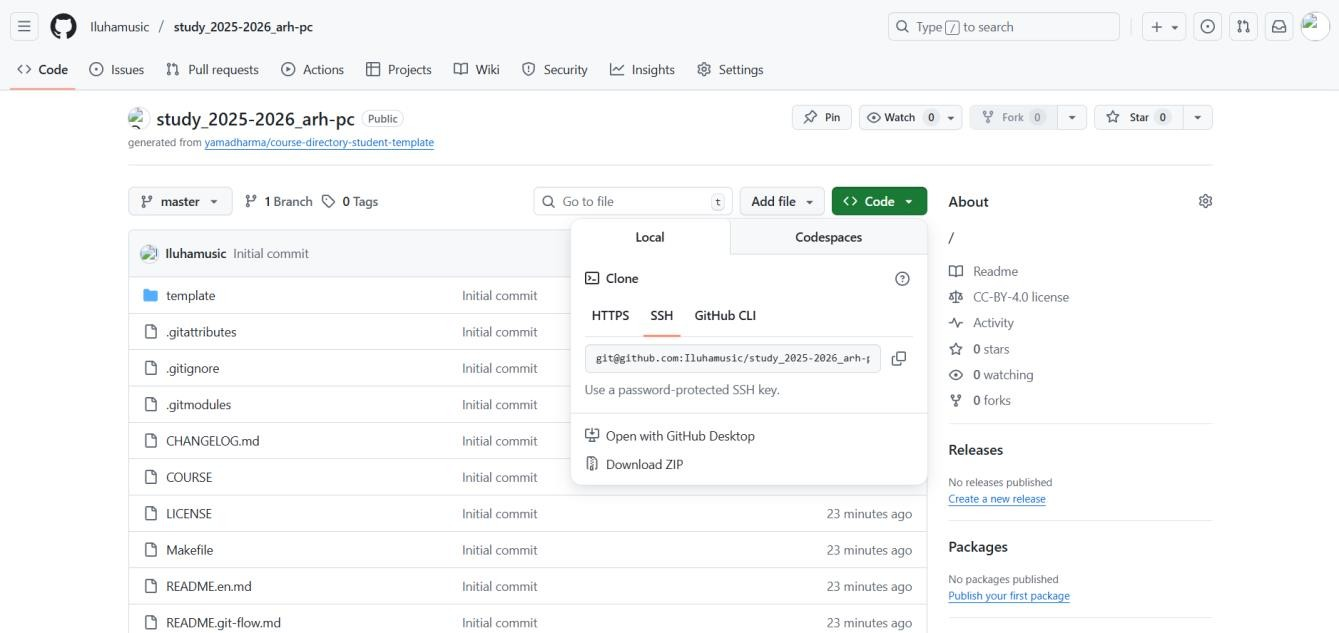 Iluhamusic / study_2025-2026_arh-pc
Type / to search
Code Issues Pull requests Actions Projects Wiki Security Insights Settings
study_2025-2026_arh-pc Public
Pin Watch 0 Fork 0 Star 0
generated from yamadharma/course-directory-student-template
master 1 Branch 0 Tags
Go to file t Add file Code
Iluhamusic Initial commit
template Initial commit
.gitattributes Initial commit
.gitignore Initial commit
.gitmodules Initial commit
CHANGELOG.md Initial commit
COURSE Initial commit
LICENSE Initial commit 23 minutes ago
Makefile Initial commit 23 minutes ago
README.en.md Initial commit 23 minutes ago
README.git-flow.md Initial commit 23 minutes ago
Local Codespaces
Clone
HTTPS SSH GitHub CLI
git@github.com:Iluhamusic/study_2025-2026_arh-p
Use a password-protected SSH key.
Open with GitHub Desktop
Download ZIP
About
/
Readme
CC-BY-4.0 license
Activity
0 stars
0 watching
0 forks
Releases
No releases published
Create a new release
Packages
No packages published
Publish your first package